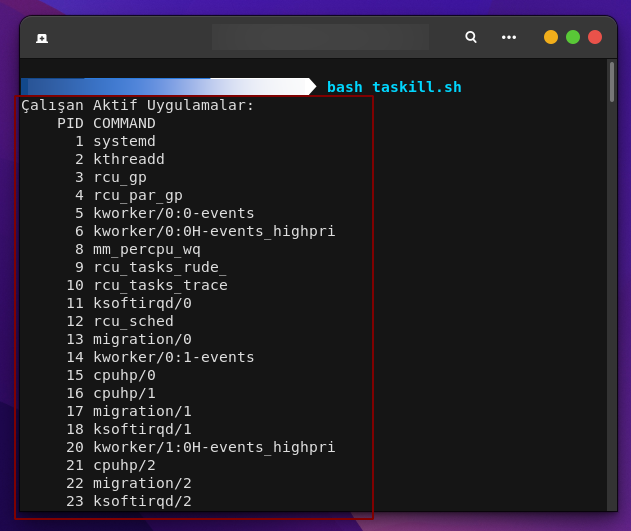 bash taskill.sh
Çalışan Aktif Uygulamalar:
PID COMMAND
1 systemd
2 kthreadd
3 rcu_gp
4 rcu_par_gp
5 kworker/0:0-events
6 kworker/0:0H-events_highpri
8 mm_percpu_wq
9 rcu_tasks_rude_
10 rcu_tasks_trace
11 ksoftirqd/0
12 rcu_sched
13 migration/0
14 kworker/0:1-events
15 cpuhp/0
16 cpuhp/1
17 migration/1
18 ksoftirqd/1
20 kworker/1:0H-events_highpri
21 cpuhp/2
22 migration/2
23 ksoftirqd/2